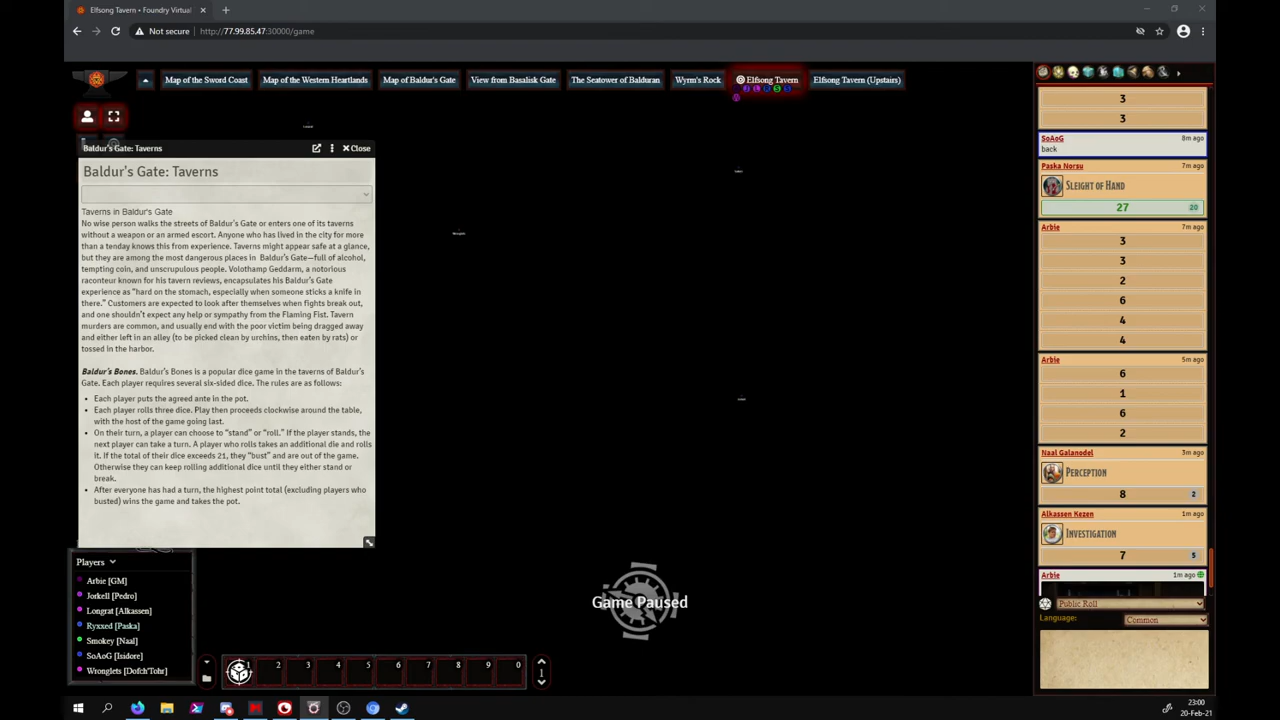 Elfsong Tavern • Foundry Virtual
Not secure
http://77.99.85.47:30000/game
Map of the Sword Coast
Map of the Western Heartlands
Map of Baldur's Gate
View from Basalisk Gate
The Seatower of Balduran
Wyrm's Rock
Elfsong Tavern
Elfsong Tavern (Upstairs)
J L R S S
Baldur's Gate: Taverns
Close
Baldur's Gate: Taverns
Taverns in Baldur's Gate
No wise person walks the streets of Baldur's Gate or enters one of its taverns
without a weapon or an armed escort. Anyone who has lived in the city for more
than a tenday knows this from experience. Taverns might appear safe at a glance,
but they are among the most dangerous places in Baldur's Gate—full of alcohol,
tempting coin, and unscrupulous people. Volothamp Geddarm, a notorious
raconteur known for his tavern reviews, encapsulates his Baldur's Gate
experience as "hard on the stomach, especially when someone sticks a knife in
there." Customers are expected to look after themselves when fights break out,
and one shouldn't expect any help or sympathy from the Flaming Fist. Tavern
murders are common, and usually end with the poor victim being dragged away
and either left in an alley (to be picked clean by urchins, then eaten by rats) or
tossed in the harbor.
Baldur's Bones. Baldur's Bones is a popular dice game in the taverns of Baldur's
Gate. Each player requires several six-sided dice. The rules are as follows:
• Each player puts the agreed ante in the pot.
• Each player rolls three dice. Play then proceeds clockwise around the table,
with the host of the game going last.
• On their turn, a player can choose to "stand" or "roll." If the player stands, the
next player can take a turn. A player who rolls takes an additional die and rolls
it. If the total of their dice exceeds 21, they "bust" and are out of the game.
Otherwise they can keep rolling additional dice until they either stand or
break.
• After everyone has had a turn, the highest point total (excluding players who
busted) wins the game and takes the pot.
Players
Arbie [GM]
Jorkell [Pedro]
Longrat [Alkassen]
Ryxxed [Paska]
Smokey [Naal]
SoAoG [Isidore]
Wronglets [Dofch'Tohr]
1 2 3 4 5 6 7 8 9 0
1
Game Paused
3
3
SoAoG 8m ago
back
Paska Norsu 7m ago
Sleight of Hand
27 20
Arbie 7m ago
3
3
2
6
4
4
Arbie 5m ago
6
1
6
2
Naal Galanodel 3m ago
Perception
8 2
Alkassen Kezen 1m ago
Investigation
7 5
Arbie 1m ago
Public Roll
Language: Common
23:00
20-Feb-21